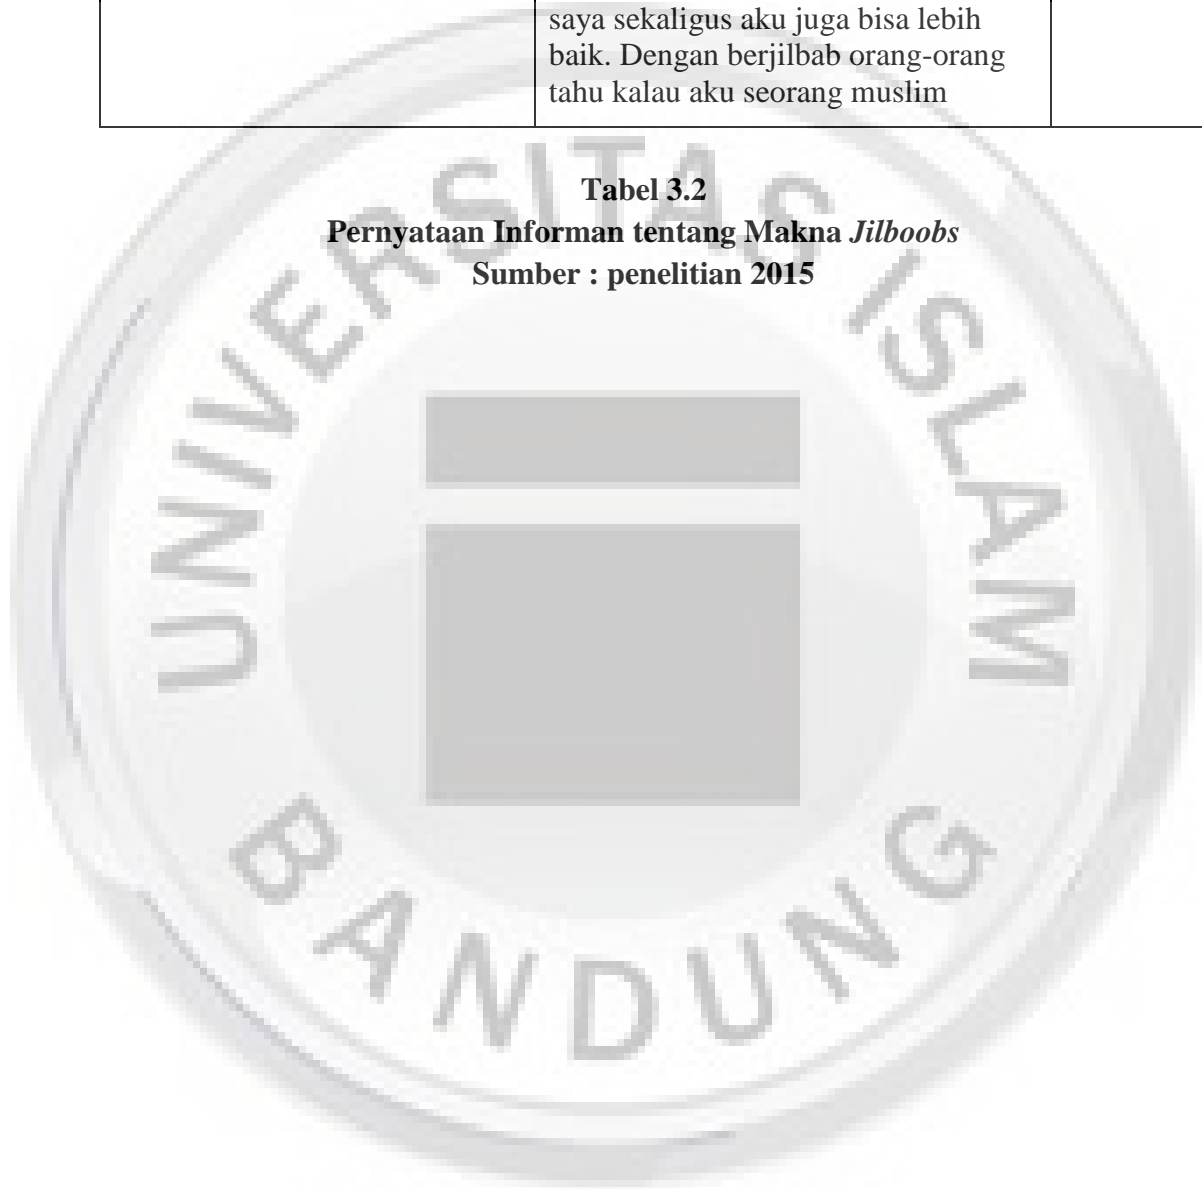 saya sekaligus aku juga bisa lebih
baik. Dengan berjilbab orang-orang
tahu kalau aku seorang muslim
Tabel 3.2
Pernyataan Informan tentang Makna Jilboobs
Sumber : penelitian 2015
UNIVERSITAS ISLAM
BANDUNG